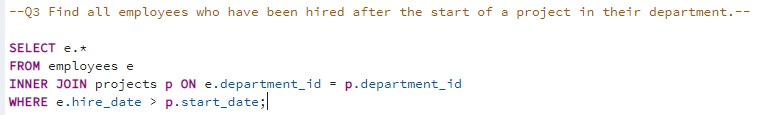 --Q3 Find all employees who have been hired after the start of a project in their department.--
SELECT e.*
FROM employees e
INNER JOIN projects p ON e.department_id = p.department_id
WHERE e.hire_date > p.start_date;